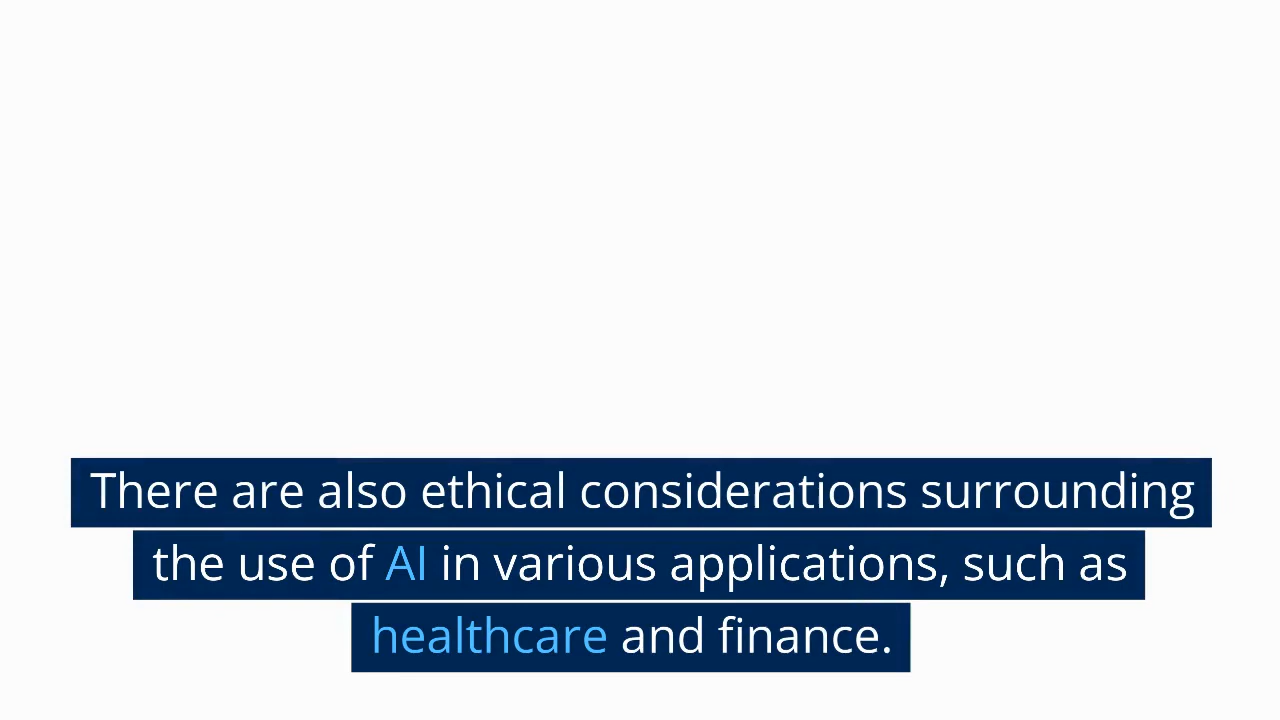 There are also ethical considerations surrounding
the use of AI in various applications, such as
healthcare and finance.